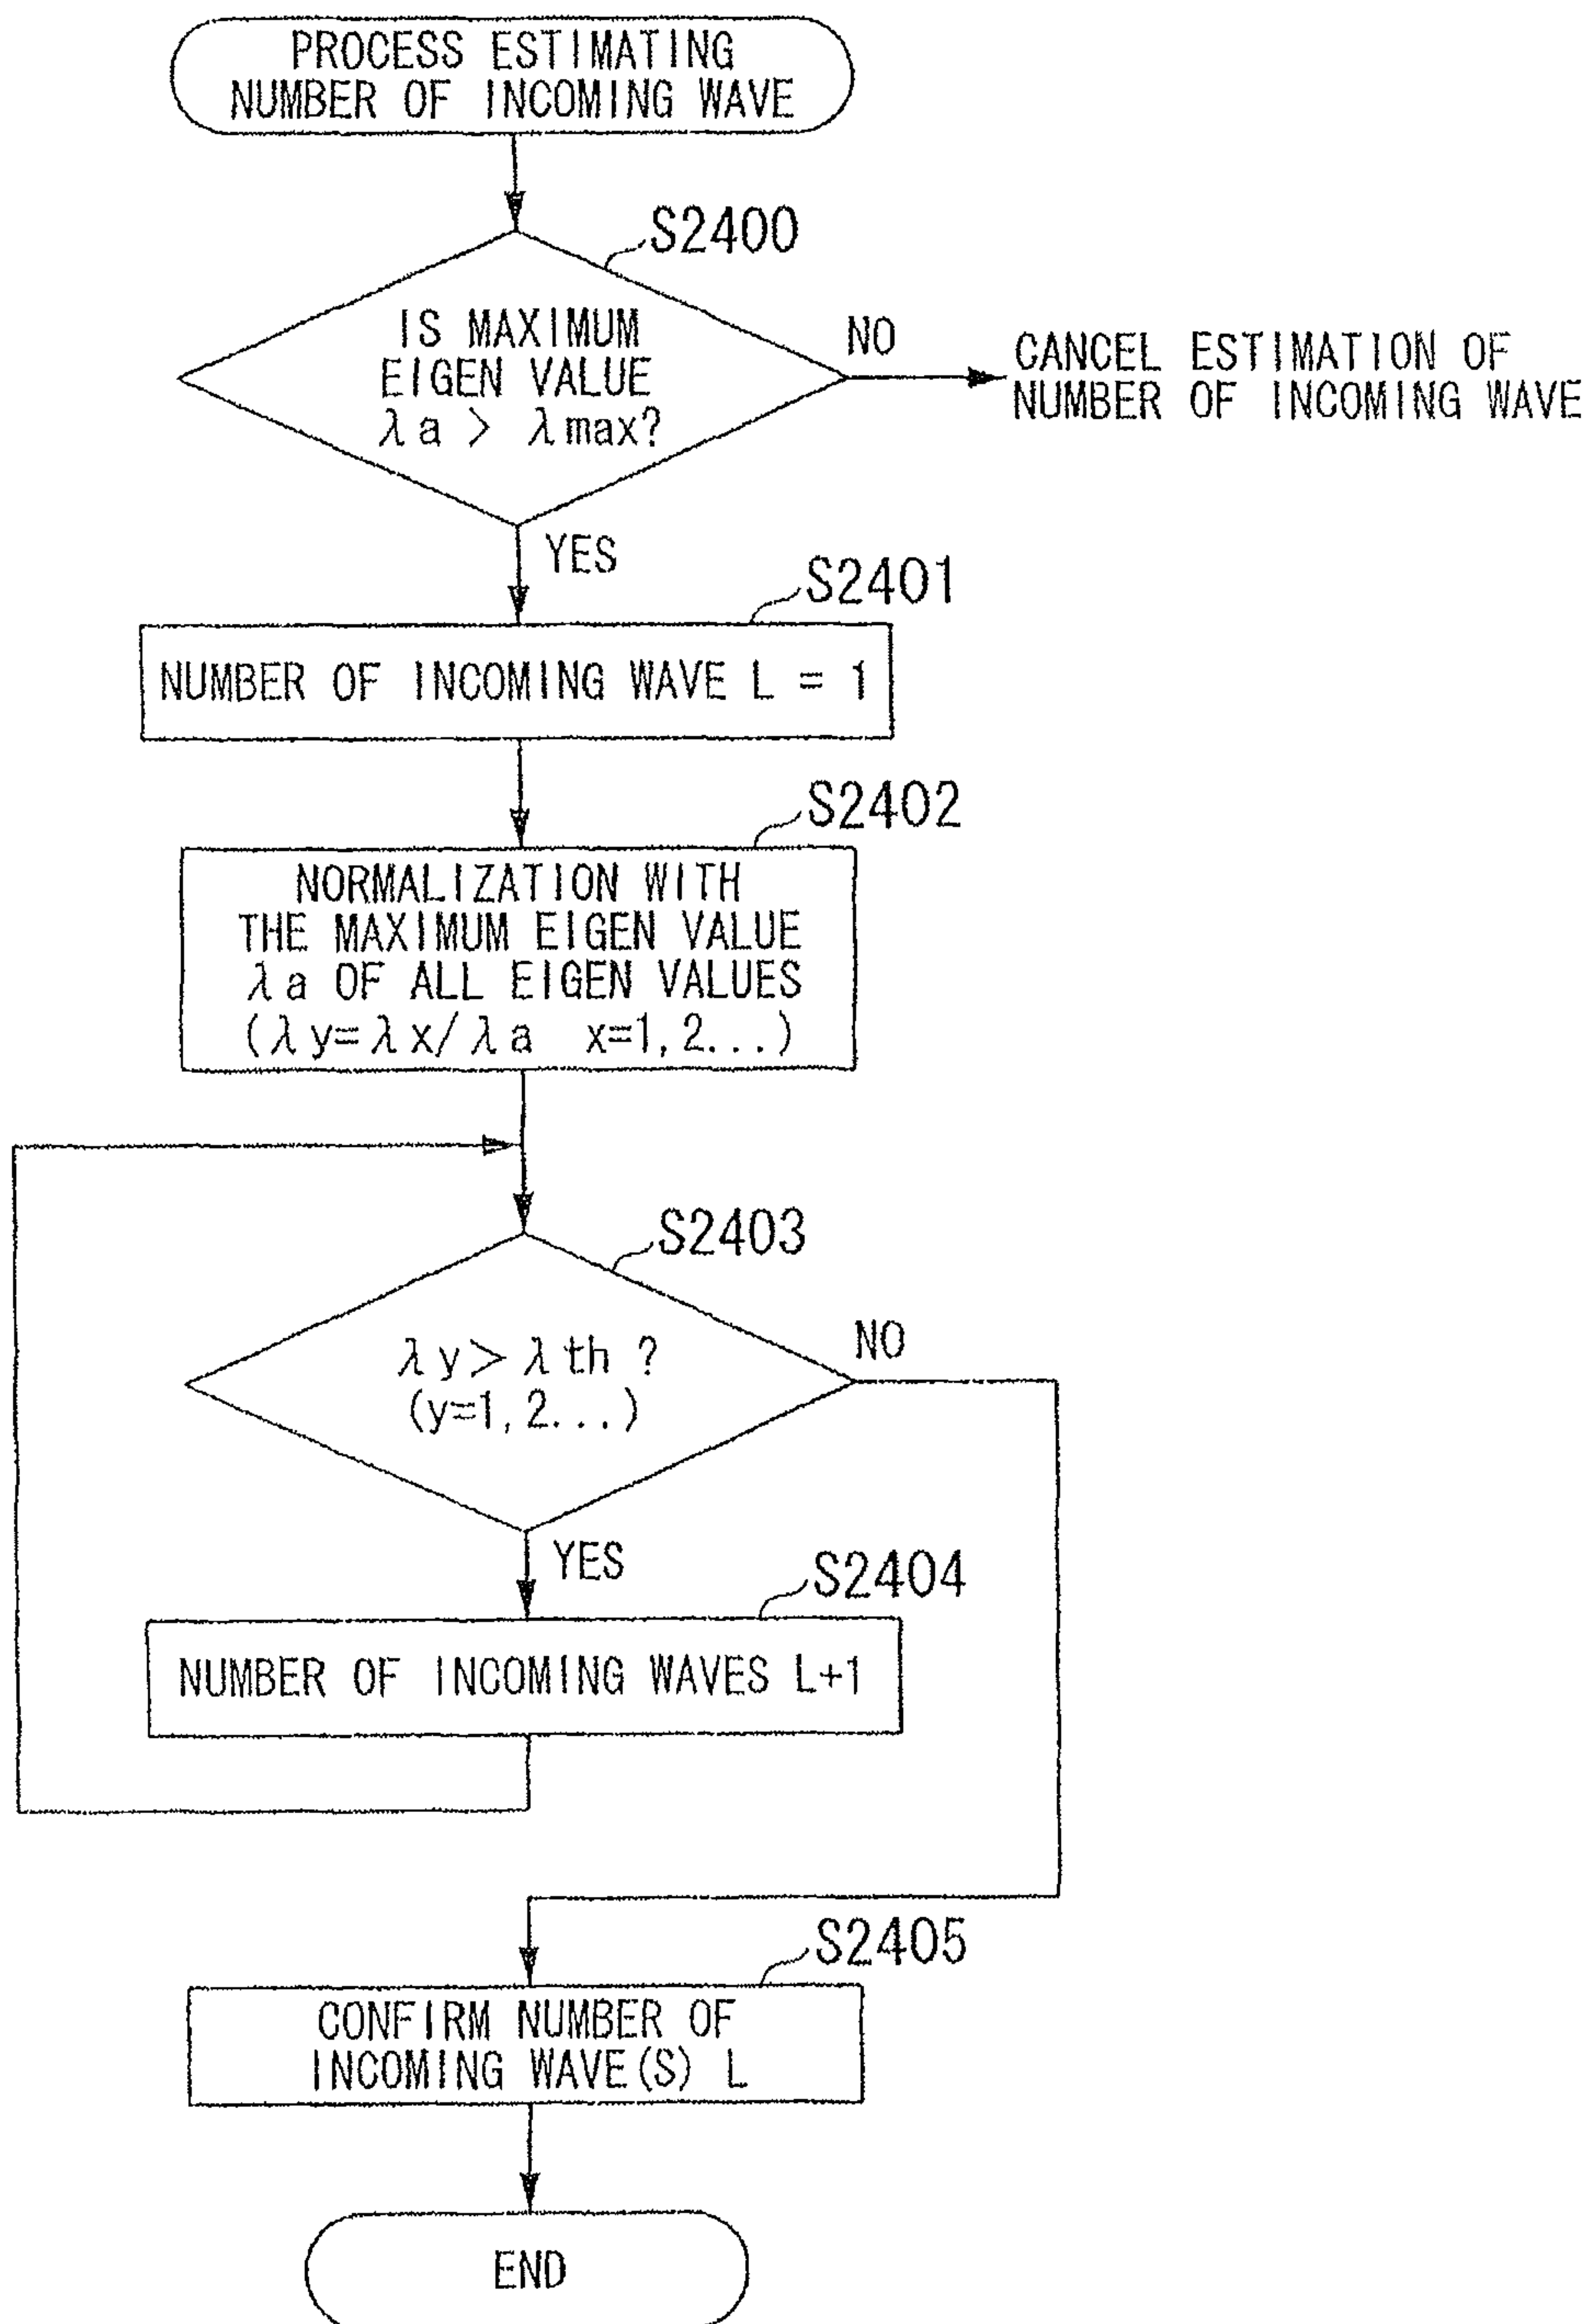 PROCESS ESTIMATING
NUMBER OF INCOMING WAVE
S2400
IS MAXIMUM
EIGEN VALUE
λa > λmax?
NO
CANCEL ESTIMATION OF
NUMBER OF INCOMING WAVE
YES
S2401
NUMBER OF INCOMING WAVE L = 1
S2402
NORMALIZATION WITH
THE MAXIMUM EIGEN VALUE
λa OF ALL EIGEN VALUES
(λy=λx/λa x=1,2...)
S2403
λy>λth ?
(y=1,2...)
NO
YES
S2404
NUMBER OF INCOMING WAVES L+1
S2405
CONFIRM NUMBER OF
INCOMING WAVE(S) L
END